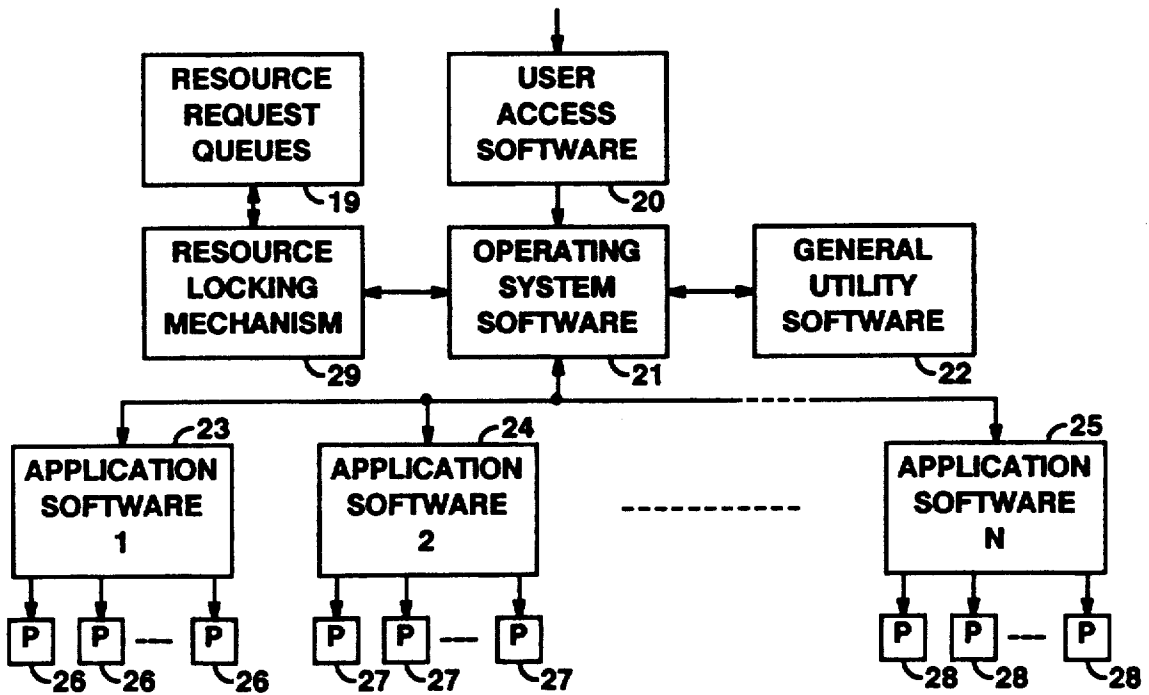 RESOURCE
REQUEST
QUEUES
19
USER
ACCESS
SOFTWARE
20
RESOURCE
LOCKING
MECHANISM
29
OPERATING
SYSTEM
SOFTWARE
21
GENERAL
UTILITY
SOFTWARE
22
23
APPLICATION
SOFTWARE
1
24
APPLICATION
SOFTWARE
2
25
APPLICATION
SOFTWARE
N
P
26
P
26
P
26
P
27
P
27
P
27
P
28
P
28
P
28